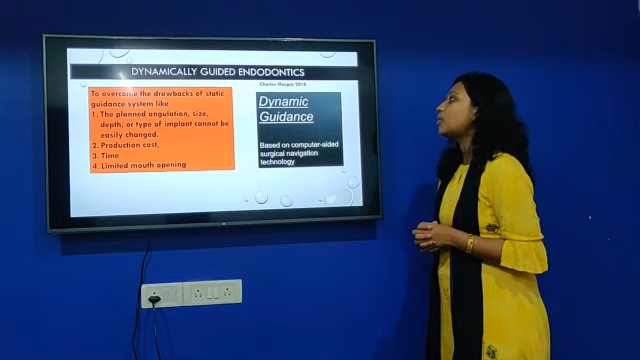 DYNAMICALLY GUIDED ENDODONTICS
Charles Maupin 2018
To overcome the drawbacks of static
guidance system like
1. The planned angulation, size,
depth, or type of implant cannot be
easily changed.
2. Production cost,
3. Time
4. Limited mouth opening
Dynamic
Guidance
Based on computer-aided
surgical navigation
technology